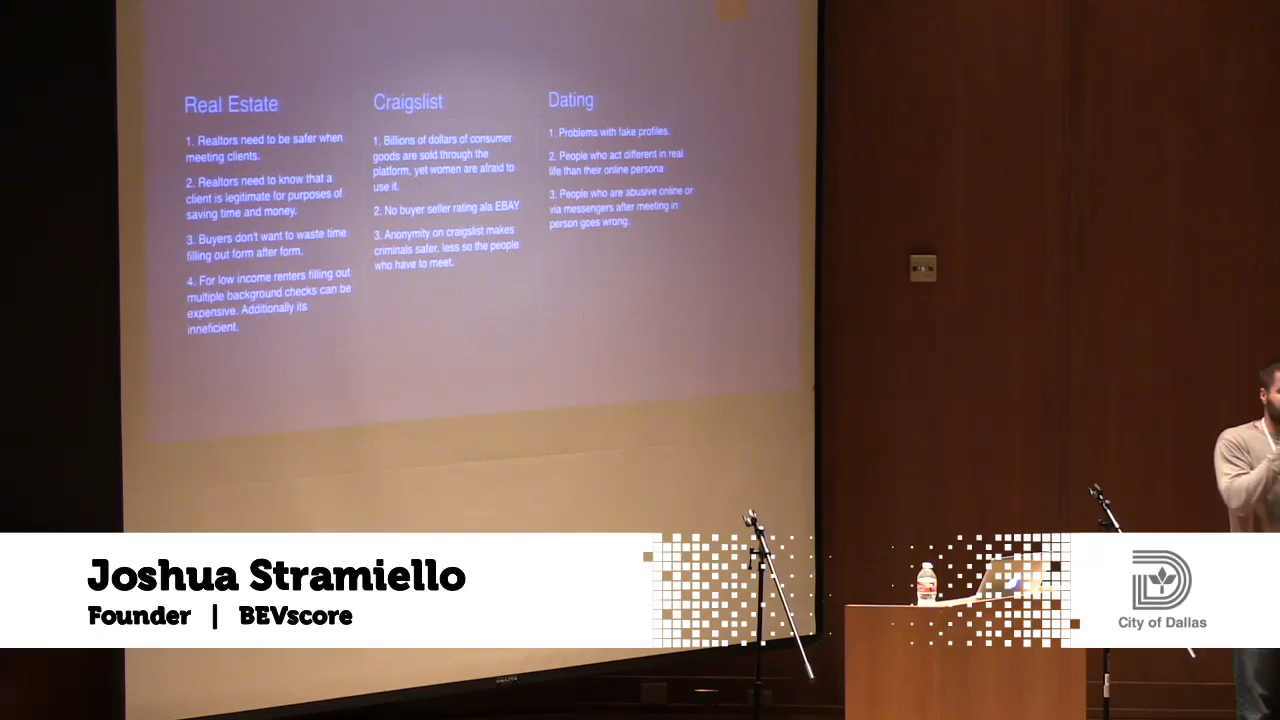 Real Estate
1. Realtors need to be safer when
meeting clients.
2. Realtors need to know that a
client is legitimate for purposes of
saving time and money.
3. Buyers don't want to waste time
filling out form after form.
4. For low income renters filling out
multiple background checks can be
expensive. Additionally its
inneficient.
Craigslist
1. Billions of dollars of consumer
goods are sold through the
platform, yet women are afraid to
use it.
2. No buyer seller rating ala EBAY
3. Anonymity on craigslist makes
criminals safer, less so the people
who have to meet.
Dating
1. Problems with fake profiles.
2. People who act different in real
life than their online persona
3. People who are abusive online or
via messengers after meeting in
person goes wrong.
Joshua Stramiello
Founder | BEVscore
City of Dallas